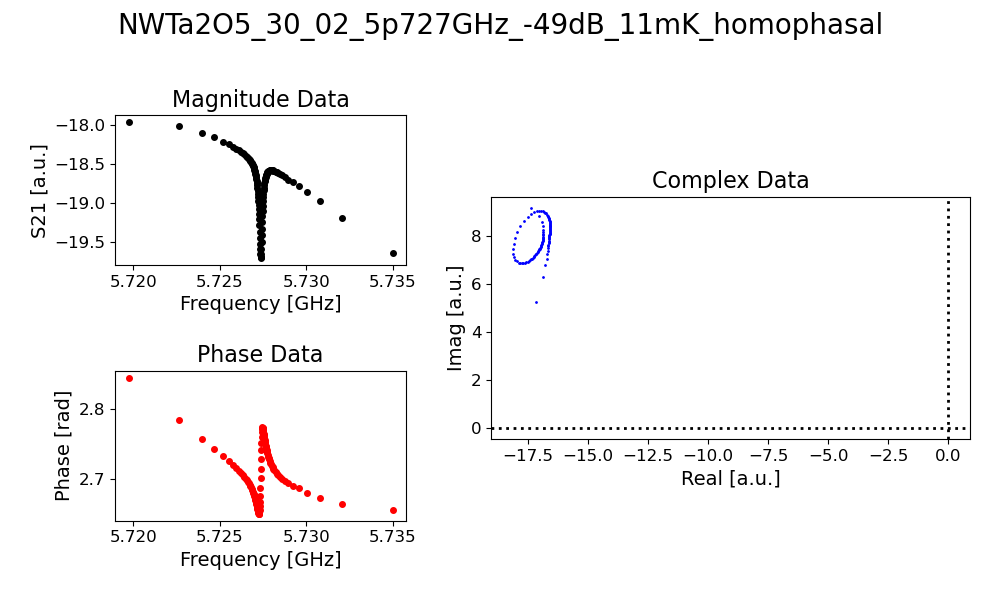 NWTa2O5_30_02_5p727GHz_-49dB_11mK_homophasal
Magnitude Data
S21 [a.u.]
−18.0
−18.5
−19.0
−19.5
5.720 5.725 5.730 5.735
Frequency [GHz]
Phase Data
Phase [rad]
2.8
2.7
5.720 5.725 5.730 5.735
Frequency [GHz]
Complex Data
Imag [a.u.]
8
6
4
2
0
−17.5 −15.0 −12.5 −10.0 −7.5 −5.0 −2.5 0.0
Real [a.u.]